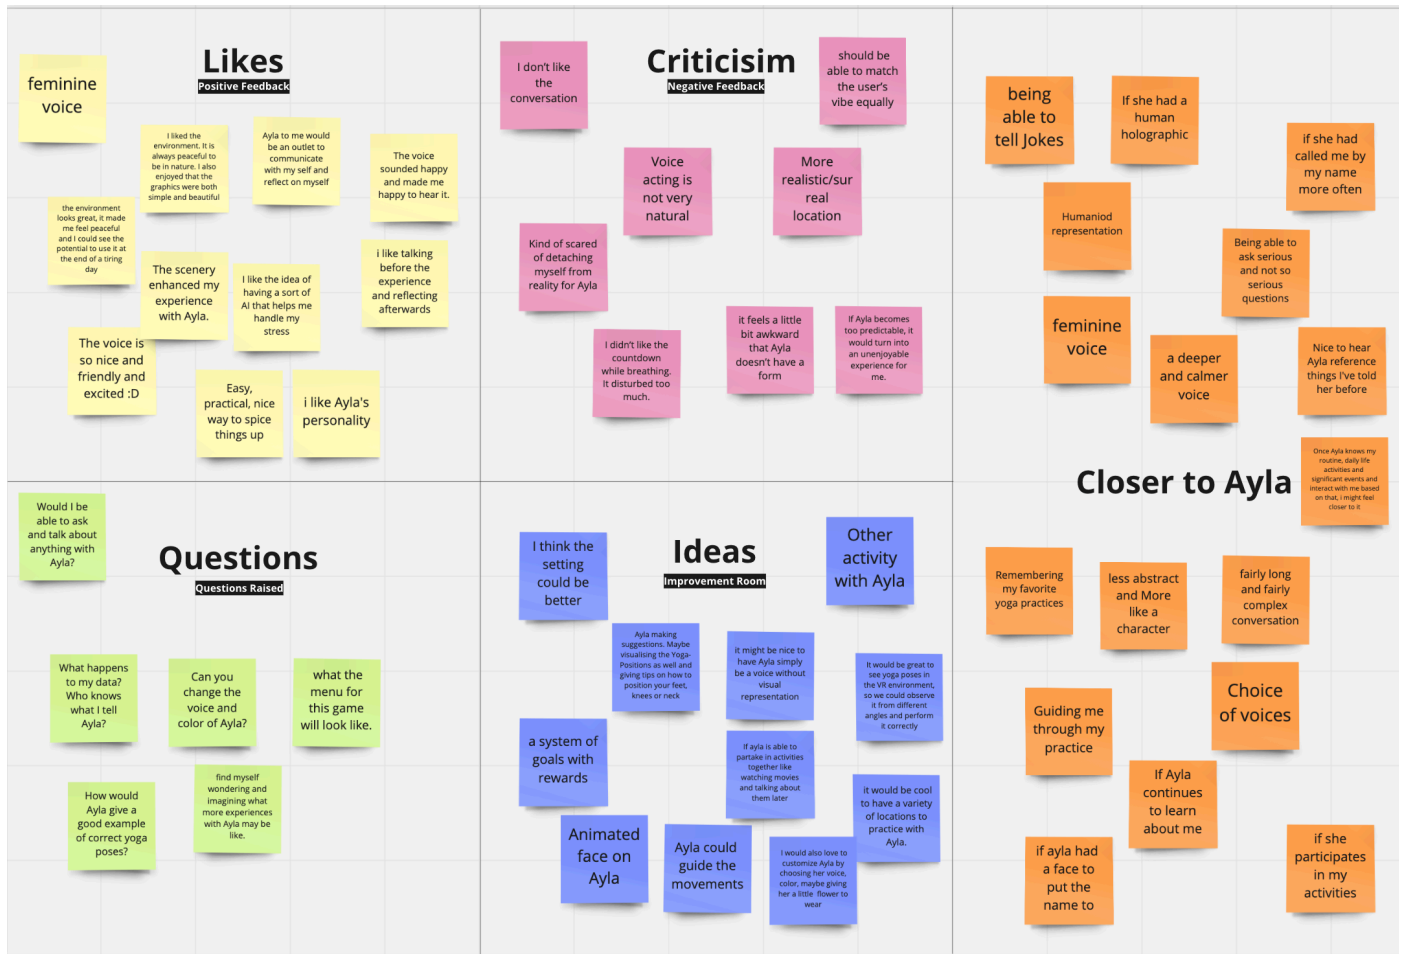 Likes
Positive Feedback
feminine
voice
I liked the
environment. It is
always peaceful to
be in nature. I also
enjoyed that the
graphics were both
simple and beautiful
Ayla to me would
be an outlet to
communicate
with my self and
reflect on myself
The voice
sounded happy
and made me
happy to hear it.
the environment
looks great, it made
me feel peaceful
and I could see the
potential to use it at
the end of a tiring
day
The scenery
enhanced my
experience
with Ayla.
I like the idea of
having a sort of
AI that helps me
handle my
stress
i like talking
before the
experience
and reflecting
afterwards
The voice is
so nice and
friendly and
excited :D
Easy,
practical, nice
way to spice
things up
i like Ayla's
personality
Criticisim
Negative Feedback
I don't like
the
conversation
should be
able to match
the user's
vibe equally
Voice
acting is
not very
natural
More
realistic/sur
real
location
Kind of scared
of detaching
myself from
reality for Ayla
I didn't like the
countdown
while breathing.
It disturbed too
much.
it feels a little
bit awkward
that Ayla
doesn't have a
form
If Ayla becomes
too predictable, it
would turn into
an unenjoyable
experience for
me.
Closer to Ayla
being
able to
tell Jokes
If she had a
human
holographic
if she had
called me by
my name
more often
Humaniod
representation
Being able to
ask serious
and not so
serious
questions
feminine
voice
a deeper
and calmer
voice
Nice to hear
Ayla reference
things I've told
her before
Once Ayla knows my
routine, daily life
activities and
significant events and
interact with me based
on that, i might feel
closer to it
Remembering
my favorite
yoga practices
less abstract
and More
like a
character
fairly long
and fairly
complex
conversation
Choice
of voices
Guiding me
through my
practice
If Ayla
continues
to learn
about me
if ayla had
a face to
put the
name to
if she
participates
in my
activities
Questions
Questions Raised
Would I be
able to ask
and talk about
anything with
Ayla?
What happens
to my data?
Who knows
what I tell
Ayla?
Can you
change the
voice and
color of Ayla?
what the
menu for
this game
will look like.
How would
Ayla give a
good example
of correct yoga
poses?
find myself
wondering and
imagining what
more experiences
with Ayla may be
like.
Ideas
Improvement Room
I think the
setting
could be
better
Other
activity
with Ayla
Ayla making
suggestions. Maybe
visualising the Yoga-
Positions as well and
giving tips on how to
position your feet,
knees or neck
it might be nice to
have Ayla simply
be a voice without
visual
representation
It would be great to
see yoga poses in
the VR environment,
so we could observe
it from different
angles and perform
it correctly
a system of
goals with
rewards
If ayla is able to
partake in activities
together like
watching movies
and talking about
them later
it would be cool
to have a variety
of locations to
practice with
Ayla.
Animated
face on
Ayla
Ayla could
guide the
movements
I would also love to
customize Ayla by
choosing her voice,
color, maybe giving
her a little flower to
wear